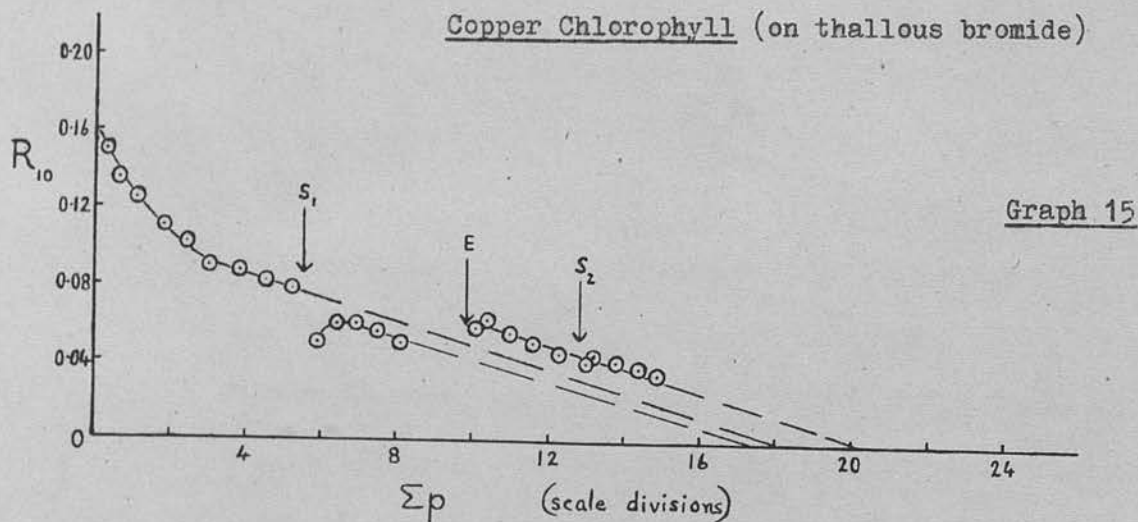 Copper Chlorophyll (on thallous bromide)
0·20
0·16
R₁₀
0·12
S₁
Graph 15
E
S₂
0·08
0·04
0
4
8
12
16
20
24
Σp (scale divisions)